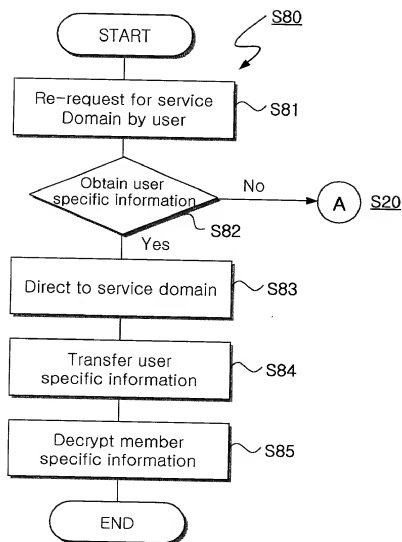 S80
START
Re-request for service
Domain by user
S81
Obtain user
specific information
No
A
S20
S82
Yes
Direct to service domain
S83
Transfer user
specific information
S84
Decrypt member
specific information
S85
END